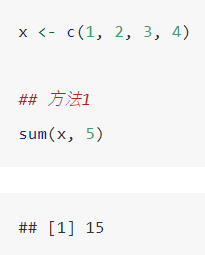 x <- c(1, 2, 3, 4)
## 方法1
sum(x, 5)
## [1] 15